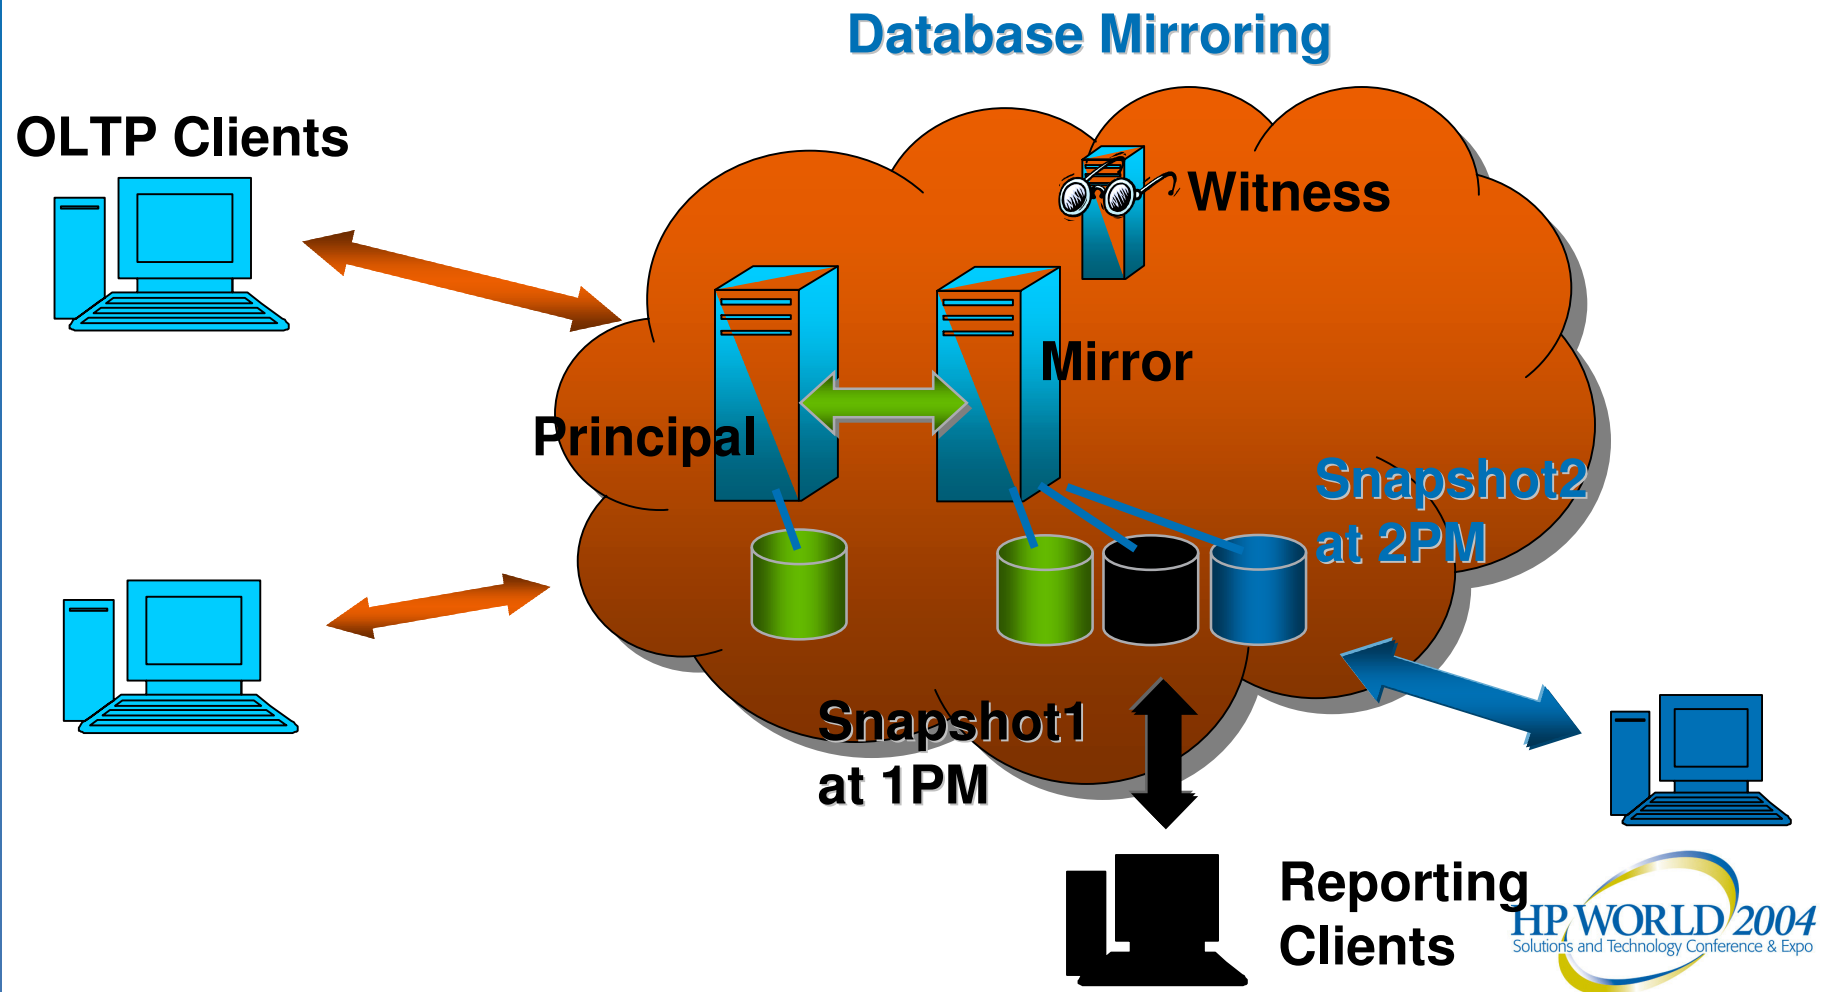 Database Mirroring
OLTP Clients
Witness
Mirror
Principal
Snapshot2
at 2PM
Snapshot1
at 1PM
Reporting
Clients
HP WORLD 2004
Solutions and Technology Conference & Expo